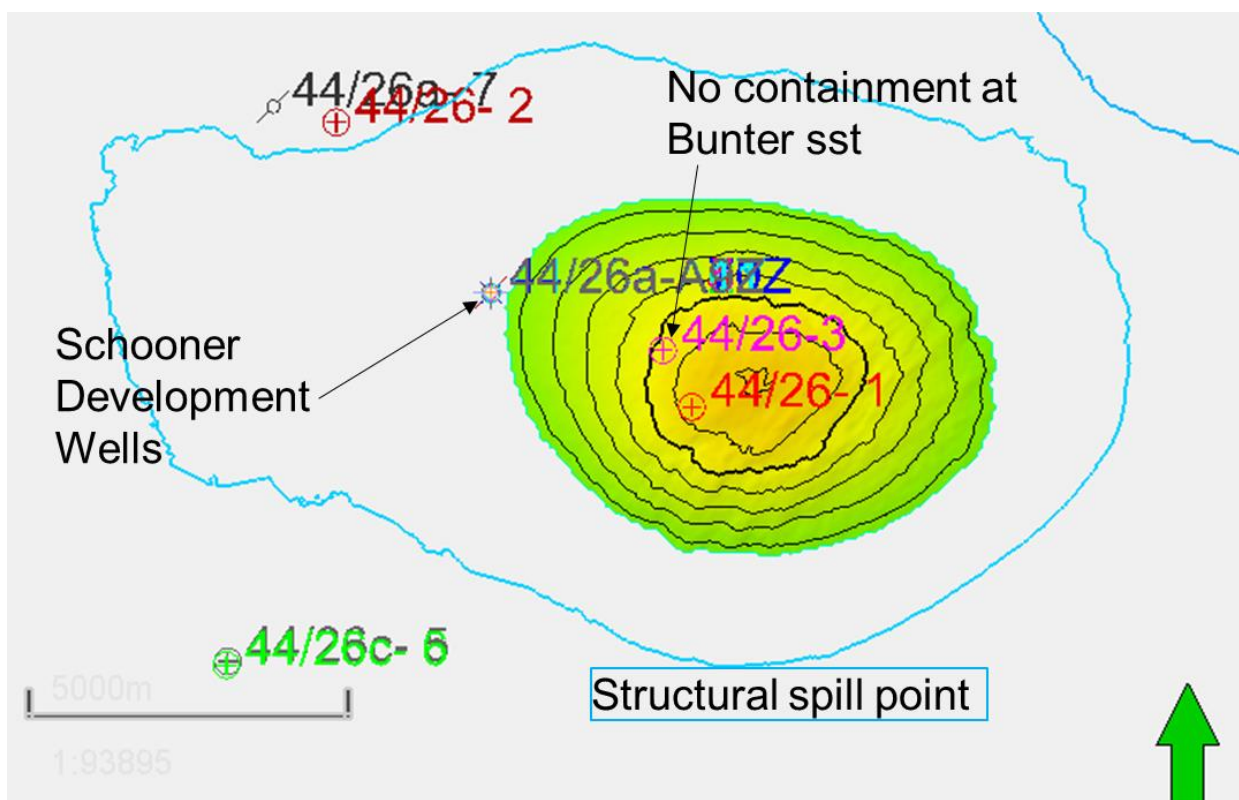 44/26a- 7
44/26- 2
No containment at
Bunter sst
44/26a-
Schooner
Development
Wells
44/26-3
44/26- 1
44/26c-
Structural spill point
5000m
1:93895